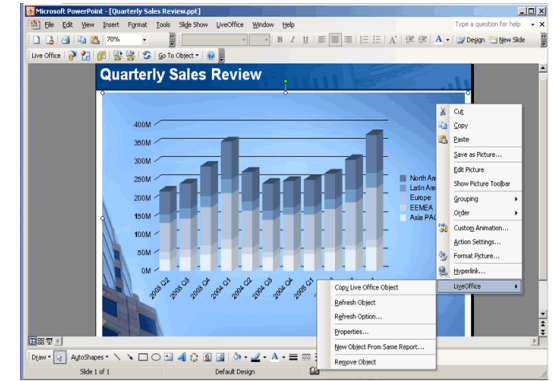 Microsoft PowerPoint - [Quarterly Sales Review.ppt]
File Edit View Insert Format Tools Slide Show LiveOffice Window Help Type a question for help
70% B I U A Design New Slide
Live Office Go To Object
Quarterly Sales Review
400M
350M
300M
250M
200M
150M
100M
50M
0M
2003 Q2 2003 Q3 2003 Q4 2004 Q1 2004 Q2 2004 Q3 2004 Q4 2005 Q1
North Am
Latin Am
Europe
EEMEA
Asia PAC
Cut
Copy
Paste
Save as Picture...
Edit Picture
Show Picture Toolbar
Grouping
Order
Custom Animation...
Action Settings...
Format Picture...
Hyperlink...
LiveOffice
Copy Live Office Object
Refresh Object
Refresh Option...
Properties...
New Object From Same Report...
Remove Object
Draw AutoShapes A
Slide 1 of 1 Default Design